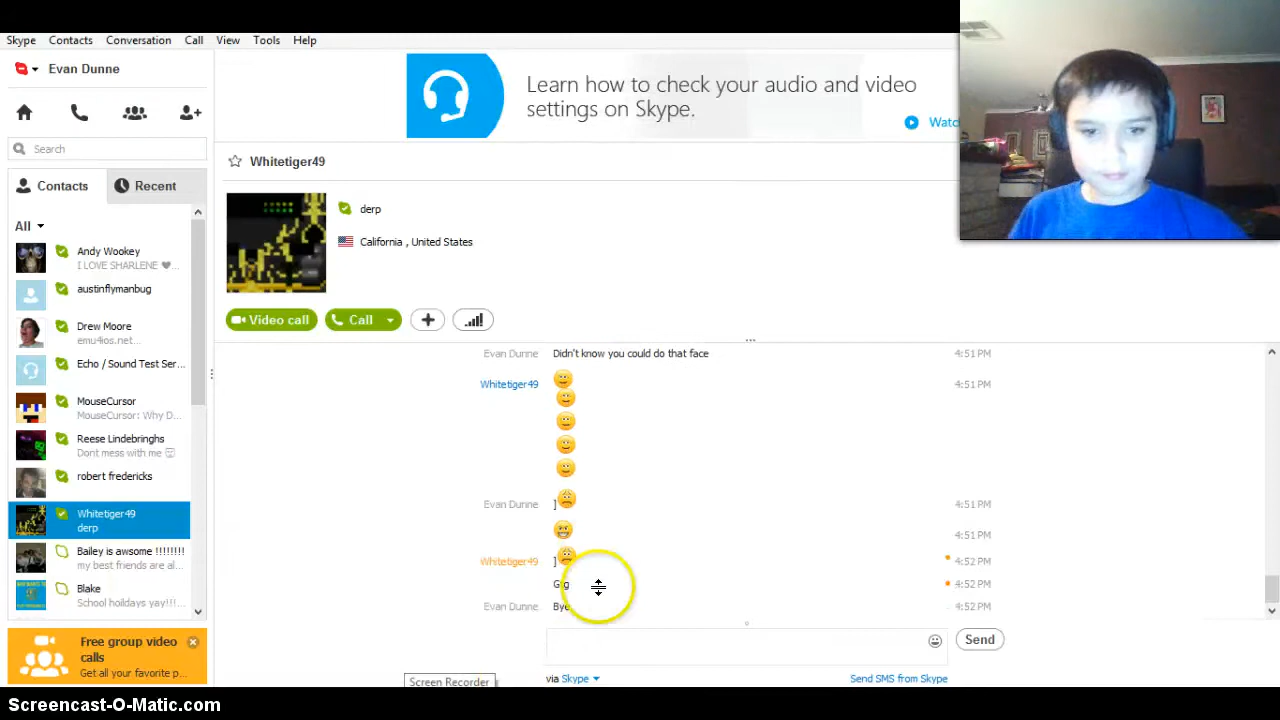 Skype Contacts Conversation Call View Tools Help
Evan Dunne
Learn how to check your audio and video
settings on Skype.
Watc
Search
Whitetiger49
Contacts Recent
derp
All
California , United States
Andy Wookey
I LOVE SHARLENE ♥...
austinflymanbug
Drew Moore
emu4ios.net...
Video call Call
Echo / Sound Test Ser...
Evan Dunne Didn't know you could do that face 4:51 PM
Whitetiger49 4:51 PM
MouseCursor
MouseCursor: Why D...
Reese Lindebringhs
Dont mess with me
robert fredericks
Evan Dunne ] 4:51 PM
Whitetiger49
derp
4:51 PM
Bailey is awsome !!!!!!!!
my best friends are al...
Whitetiger49 ] 4:52 PM
4:52 PM
Blake
School hoildays yay!!!...
Evan Dunne Bye 4:52 PM
Free group video
calls
Get all your favorite p...
Send
via Skype Send SMS from Skype
Screen Recorder
Screencast-O-Matic.com